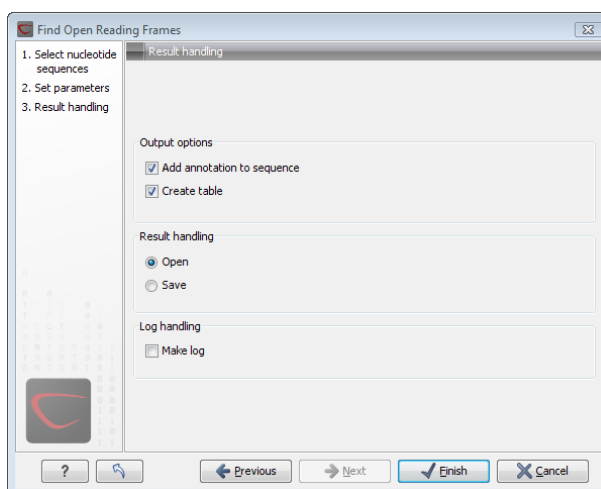 Find Open Reading Frames
1. Select nucleotide
sequences
2. Set parameters
3. Result handling
Result handling
Output options
Add annotation to sequence
Create table
Result handling
Open
Save
Log handling
Make log
?
Previous
Next
Finish
Cancel